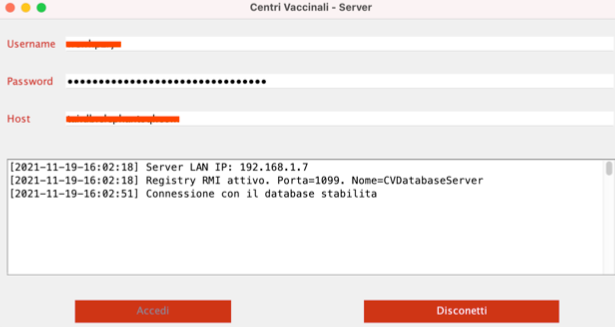 Centri Vaccinali - Server
Username
Password ●●●●●●●●●●●●●●●●●●●●●●●●●●●●●●●●
Host
[2021-11-19-16:02:18] Server LAN IP: 192.168.1.7
[2021-11-19-16:02:18] Registry RMI attivo. Porta=1099. Nome=CVDatabaseServer
[2021-11-19-16:02:51] Connessione con il database stabilita
Accedi Disconetti